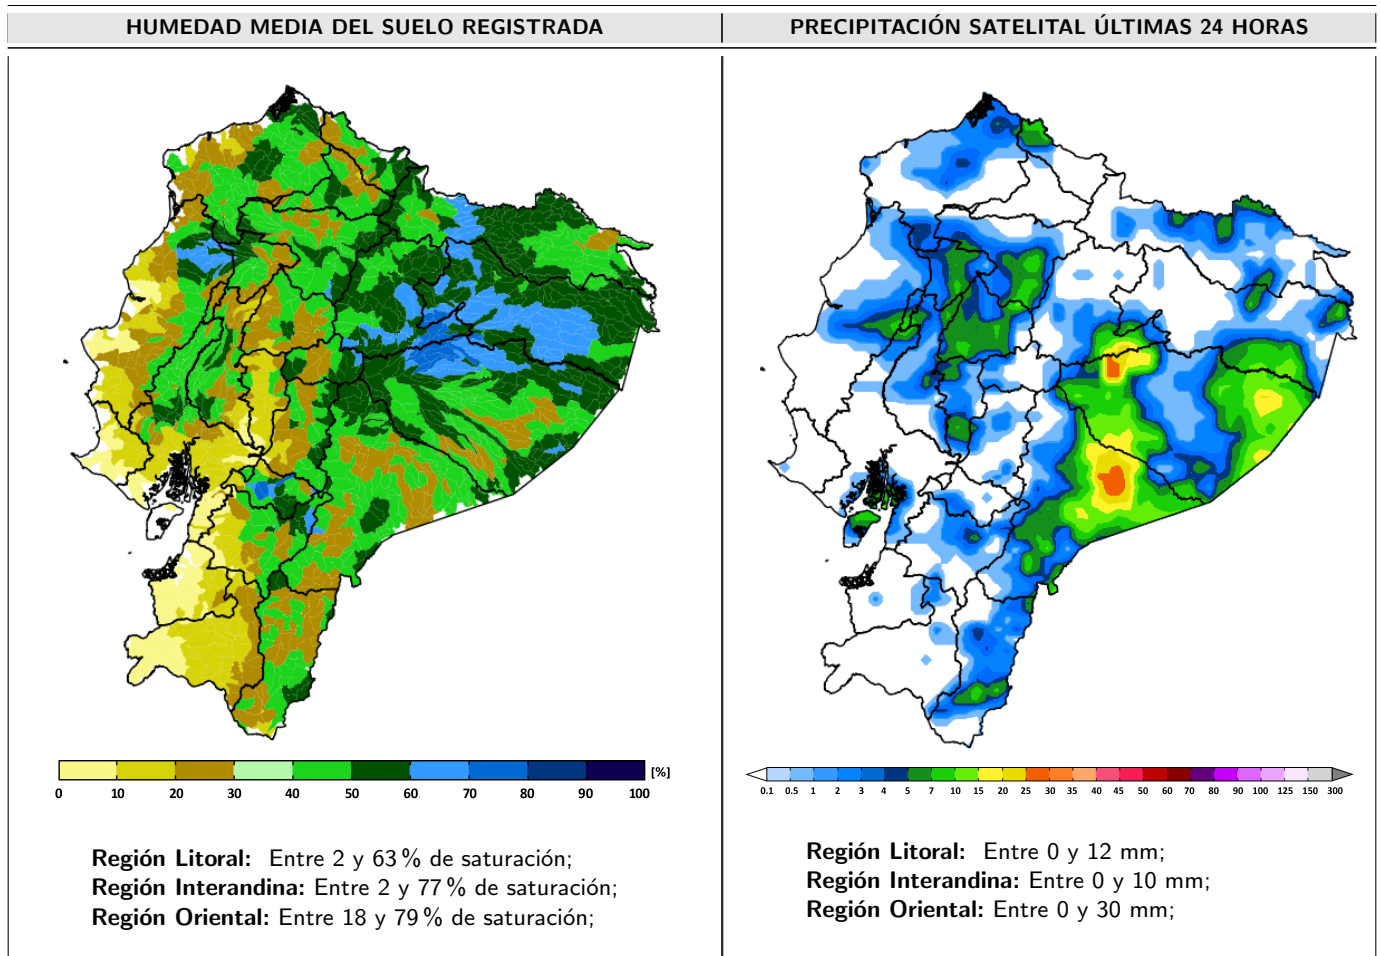 HUMEDAD MEDIA DEL SUELO REGISTRADA
PRECIPITACIÓN SATELITAL ÚLTIMAS 24 HORAS
0 10 20 30 40 50 60 70 80 90 100 [%]
0.1 0.5 1 2 3 4 5 7 10 15 20 25 30 35 40 45 50 60 70 80 90 100 125 150 300
Región Litoral: Entre 2 y 63 % de saturación;
Región Interandina: Entre 2 y 77 % de saturación;
Región Oriental: Entre 18 y 79 % de saturación;
Región Litoral: Entre 0 y 12 mm;
Región Interandina: Entre 0 y 10 mm;
Región Oriental: Entre 0 y 30 mm;